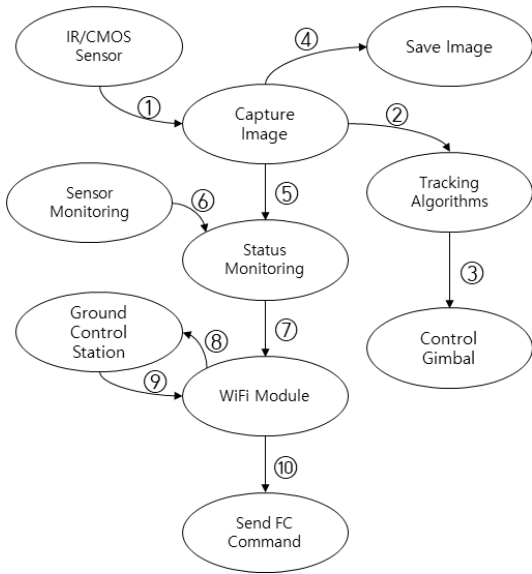 IR/CMOS
Sensor
④
Save Image
①
Capture
Image
②
Sensor
Monitoring
⑥
⑤
Tracking
Algorithms
Status
Monitoring
③
Ground
Control
Station
⑧
⑦
Control
Gimbal
⑨
WiFi Module
⑩
Send FC
Command